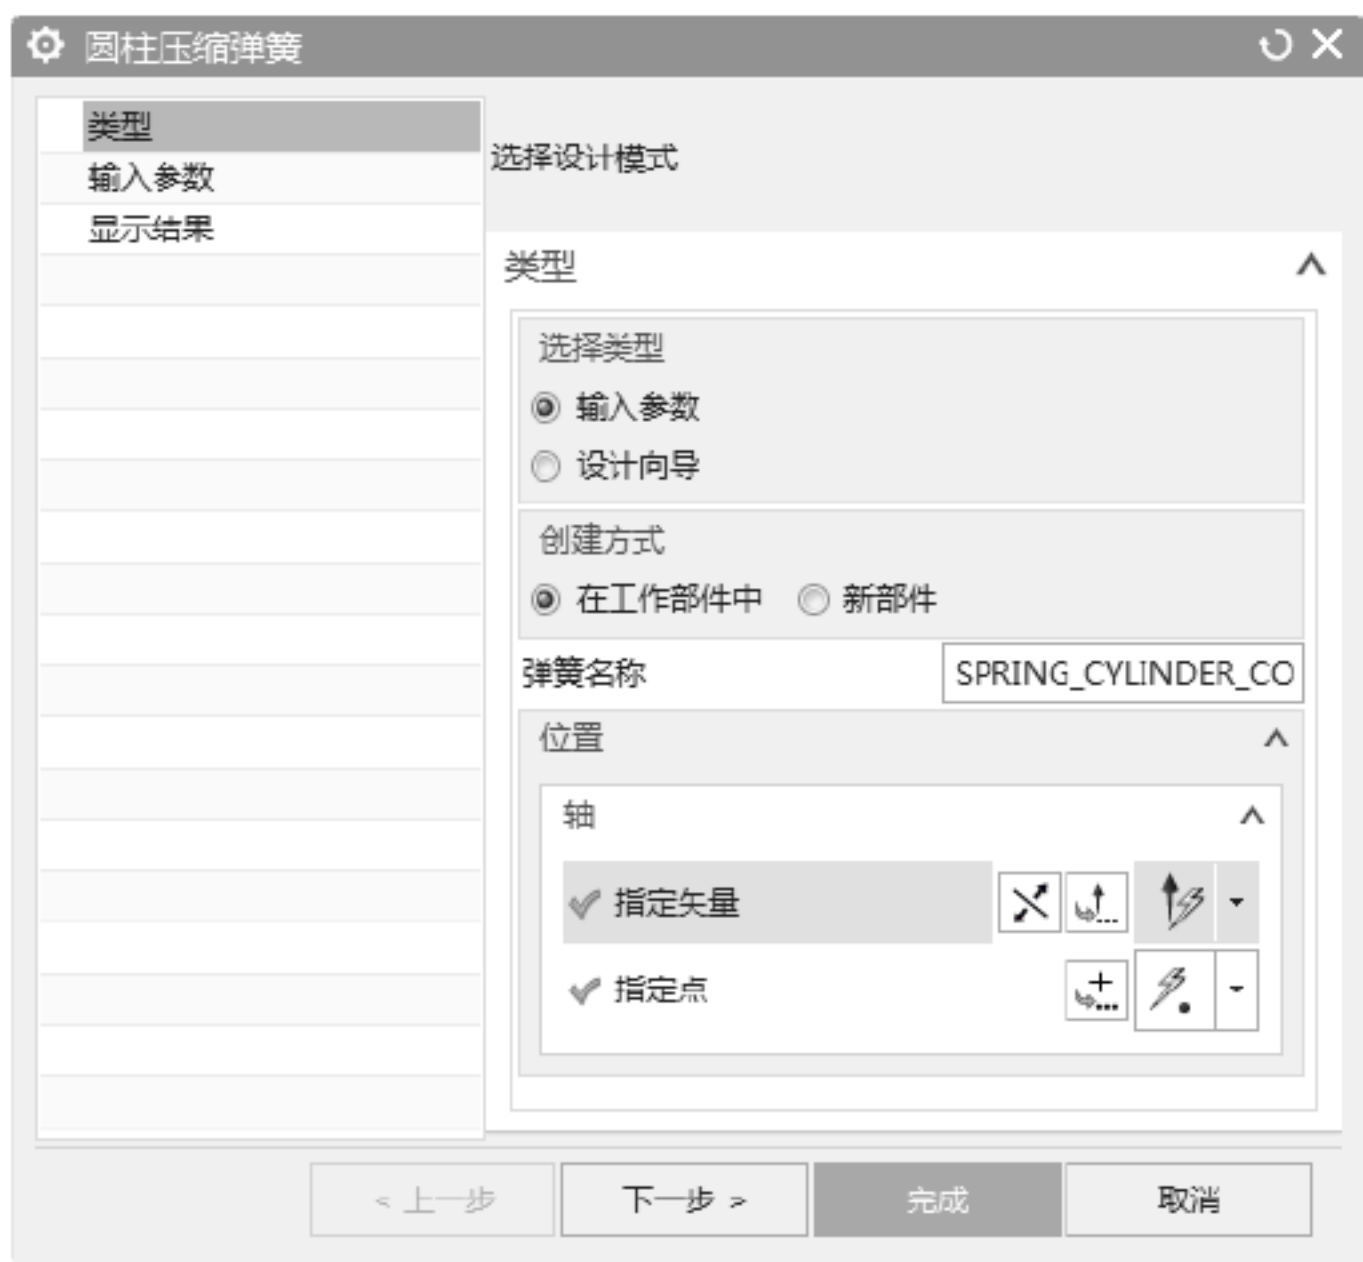 圆柱压缩弹簧
类型
输入参数
显示结果
选择设计模式
类型
选择类型
输入参数
设计向导
创建方式
在工作部件中 新部件
弹簧名称 SPRING_CYLINDER_CO
位置
轴
指定矢量
指定点
< 上一步 下一步 > 完成 取消